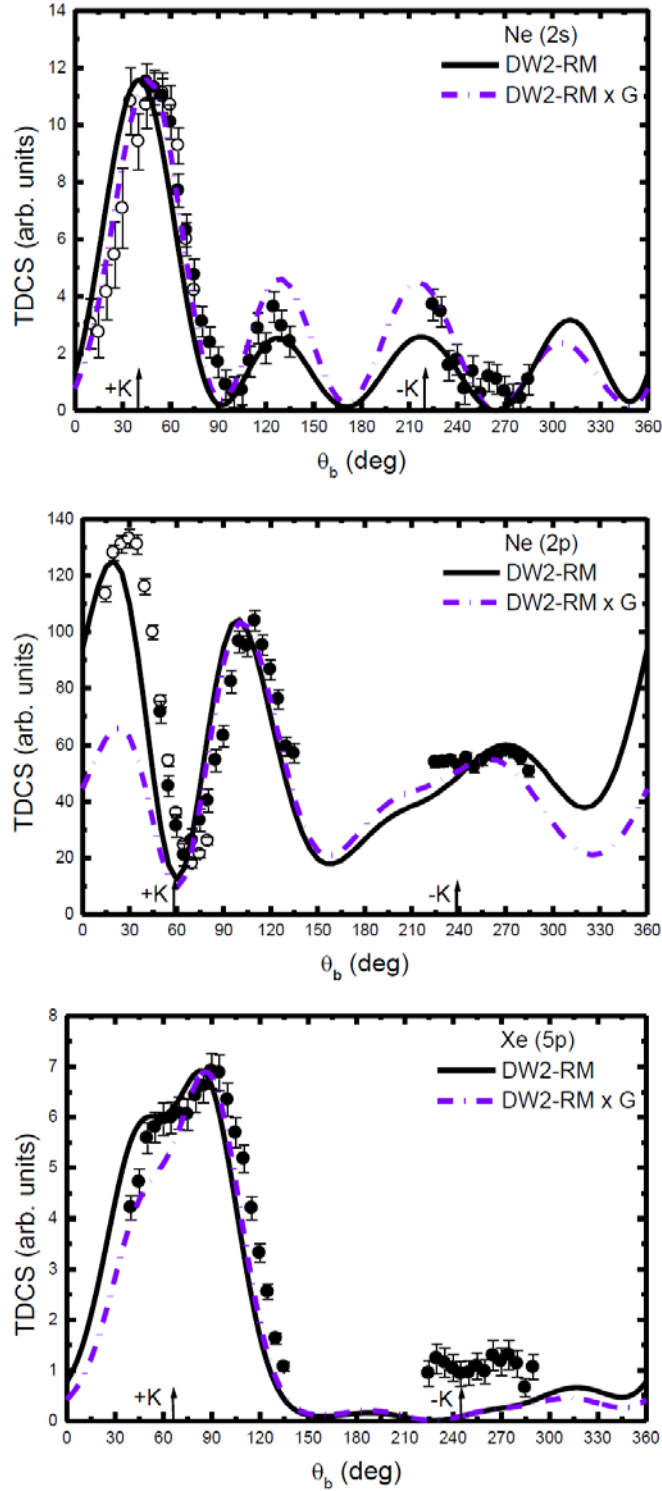 Ne (2s)
DW2-RM
DW2-RM x G
TDCS (arb. units)
14
12
10
8
6
4
2
0
+K
-K
0 30 60 90 120 150 180 210 240 270 300 330 360
θb (deg)
Ne (2p)
DW2-RM
DW2-RM x G
TDCS (arb. units)
140
120
100
80
60
40
20
0
+K
-K
0 30 60 90 120 150 180 210 240 270 300 330 360
θb (deg)
Xe (5p)
DW2-RM
DW2-RM x G
TDCS (arb. units)
8
7
6
5
4
3
2
1
0
+K
-K
0 30 60 90 120 150 180 210 240 270 300 330 360
θb (deg)